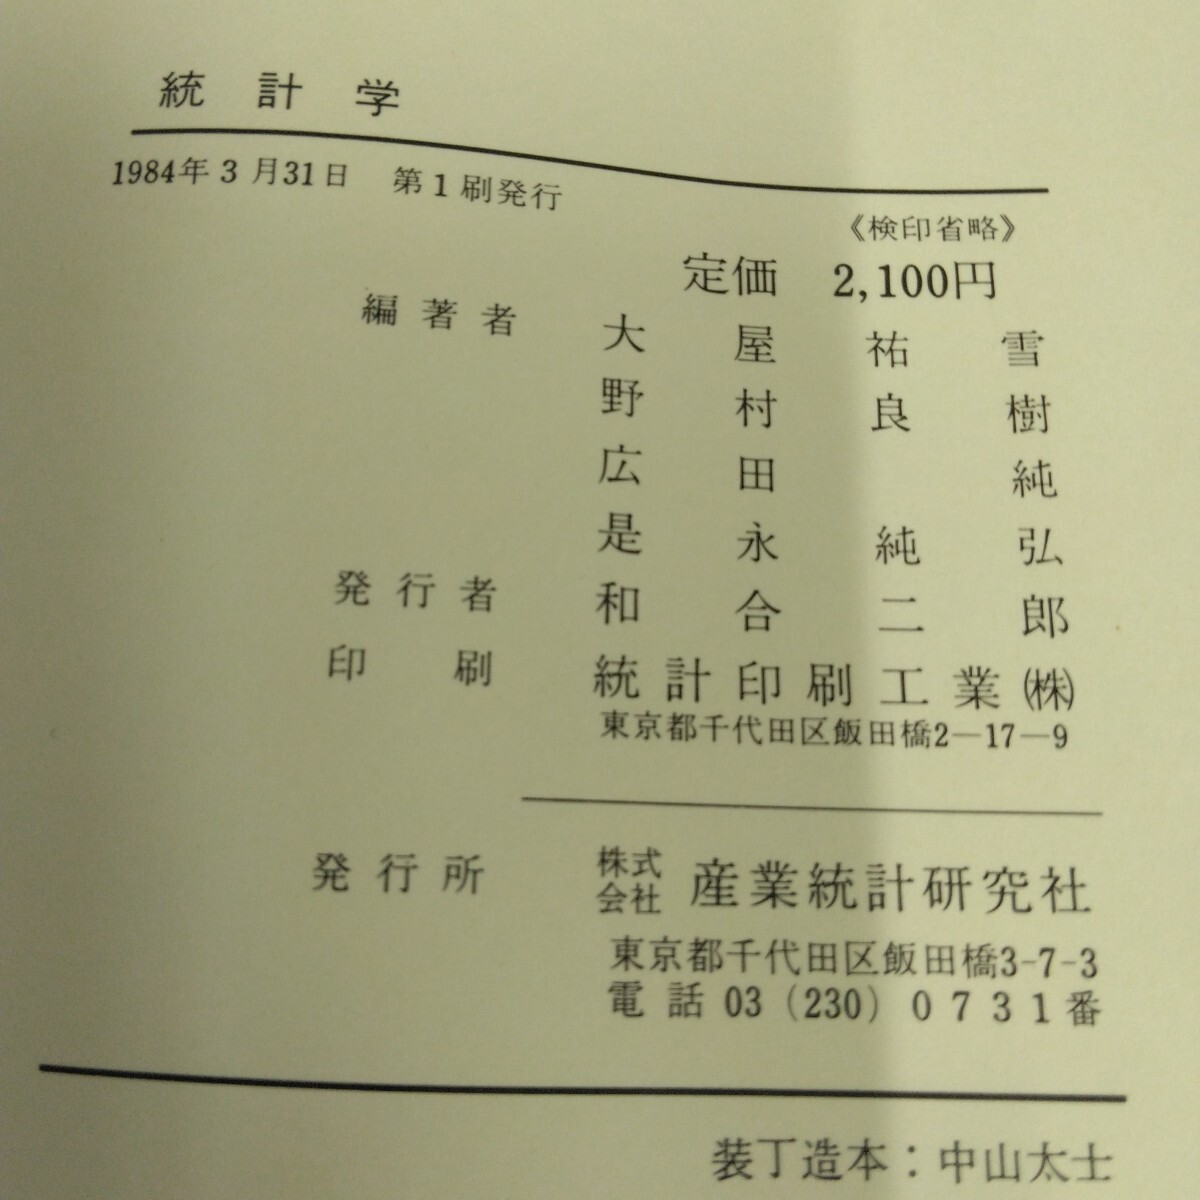 統計学
1984年3月31日　第1刷発行
《検印省略》
定価　2,100円
編著者　大屋祐雪
野村良樹
広田純
是永純弘
発行者　和合二郎
印刷　統計印刷工業㈱
東京都千代田区飯田橋2―17―9
発行所　株式会社　産業統計研究社
東京都千代田区飯田橋3-7-3
電話 03（230）0731番
装丁造本：中山太士